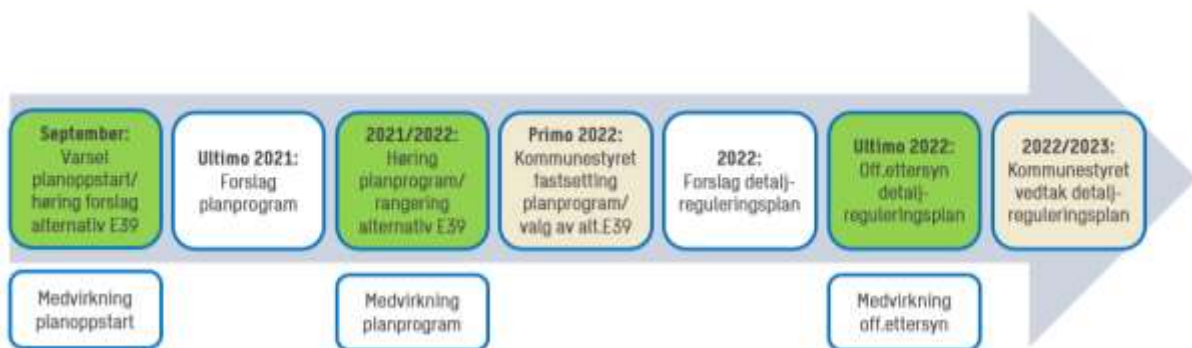 September:
Varsel
planoppstart/
høring forslag
alternativ E39
Ultimo 2021:
Forslag
planprogram
2021/2022:
Høring
planprogram/
rangering
alternativ E39
Primo 2022:
Kommunestyret
fastsetting
planprogram/
valg av alt.E39
2022:
Forslag detalj-
reguleringsplan
Ultimo 2022:
Off.ettersyn
detalj-
reguleringsplan
2022/2023:
Kommunestyret
vedtak detalj-
reguleringsplan
Medvirkning
planoppstart
Medvirkning
planprogram
Medvirkning
off.ettersyn